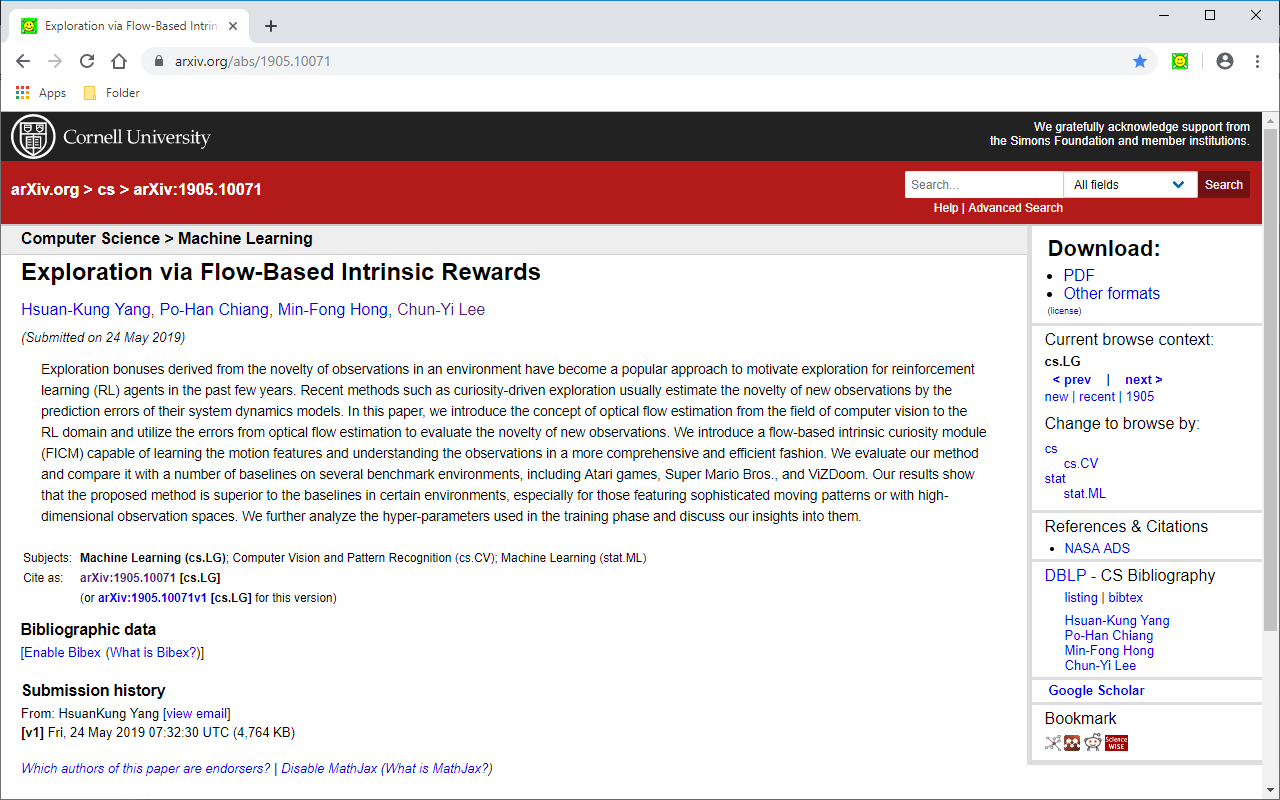 Exploration via Flow-Based Intrin
arxiv.org/abs/1905.10071
Apps Folder
Cornell University
We gratefully acknowledge support from
the Simons Foundation and member institutions.
arXiv.org > cs > arXiv:1905.10071
Search... All fields Search
Help | Advanced Search
Computer Science > Machine Learning
Exploration via Flow-Based Intrinsic Rewards
Hsuan-Kung Yang, Po-Han Chiang, Min-Fong Hong, Chun-Yi Lee
(Submitted on 24 May 2019)
Exploration bonuses derived from the novelty of observations in an environment have become a popular approach to motivate exploration for reinforcement
learning (RL) agents in the past few years. Recent methods such as curiosity-driven exploration usually estimate the novelty of new observations by the
prediction errors of their system dynamics models. In this paper, we introduce the concept of optical flow estimation from the field of computer vision to the
RL domain and utilize the errors from optical flow estimation to evaluate the novelty of new observations. We introduce a flow-based intrinsic curiosity module
(FICM) capable of learning the motion features and understanding the observations in a more comprehensive and efficient fashion. We evaluate our method
and compare it with a number of baselines on several benchmark environments, including Atari games, Super Mario Bros., and ViZDoom. Our results show
that the proposed method is superior to the baselines in certain environments, especially for those featuring sophisticated moving patterns or with high-
dimensional observation spaces. We further analyze the hyper-parameters used in the training phase and discuss our insights into them.
Subjects: Machine Learning (cs.LG); Computer Vision and Pattern Recognition (cs.CV); Machine Learning (stat.ML)
Cite as: arXiv:1905.10071 [cs.LG]
(or arXiv:1905.10071v1 [cs.LG] for this version)
Bibliographic data
[Enable Bibex (What is Bibex?)]
Submission history
From: HsuanKung Yang [view email]
[v1] Fri, 24 May 2019 07:32:30 UTC (4,764 KB)
Which authors of this paper are endorsers? | Disable MathJax (What is MathJax?)
Download:
PDF
Other formats
(license)
Current browse context:
cs.LG
< prev | next >
new | recent | 1905
Change to browse by:
cs
cs.CV
stat
stat.ML
References & Citations
NASA ADS
DBLP - CS Bibliography
listing | bibtex
Hsuan-Kung Yang
Po-Han Chiang
Min-Fong Hong
Chun-Yi Lee
Google Scholar
Bookmark
Science
WISE